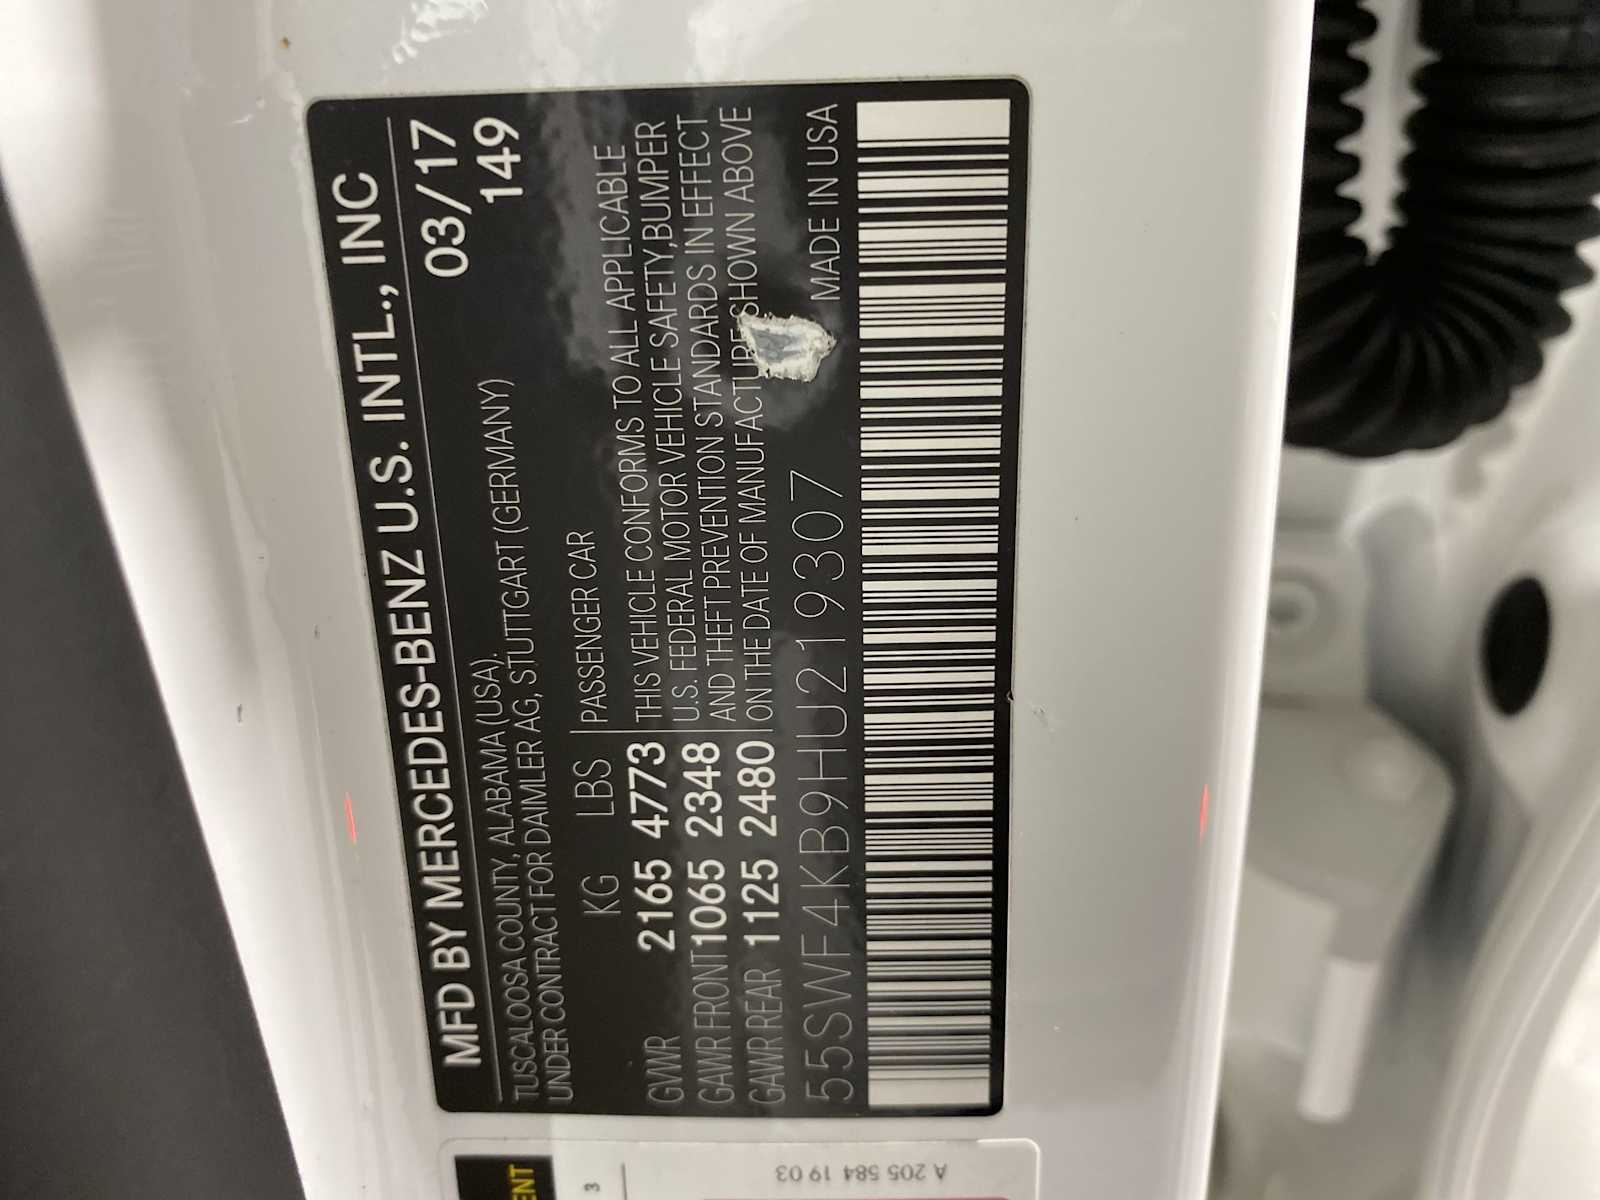 MFD BY MERCEDES-BENZ U.S. INTL., INC
TUSCALOOSA COUNTY, ALABAMA (USA).
UNDER CONTRACT FOR DAIMLER AG, STUTTGART (GERMANY)
03/17
149
KG LBS PASSENGER CAR
GVWR 2165 4773 THIS VEHICLE CONFORMS TO ALL APPLICABLE
GAWR FRONT 1065 2348 U.S. FEDERAL MOTOR VEHICLE SAFETY, BUMPER
GAWR REAR 1125 2480 AND THEFT PREVENTION STANDARDS IN EFFECT
ON THE DATE OF MANUFACTURE SHOWN ABOVE
55SWF4KB9HU219307 MADE IN USA
A 205 584 19 03
3
ENT